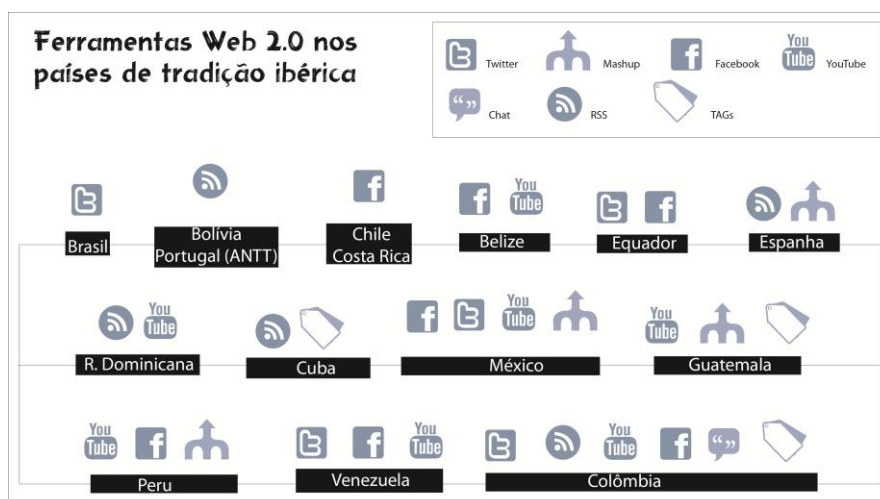 Ferramentas Web 2.0 nos
países de tradição ibérica
Twitter
Mashup
Facebook
You
Tube
YouTube
Chat
RSS
TAGs
Brasil
Bolívia
Portugal (ANTT)
Chile
Costa Rica
You
Tube
Belize
Equador
Espanha
You
Tube
R. Dominicana
Cuba
You
Tube
México
You
Tube
Guatemala
You
Tube
Peru
You
Tube
Venezuela
You
Tube
Colômbia